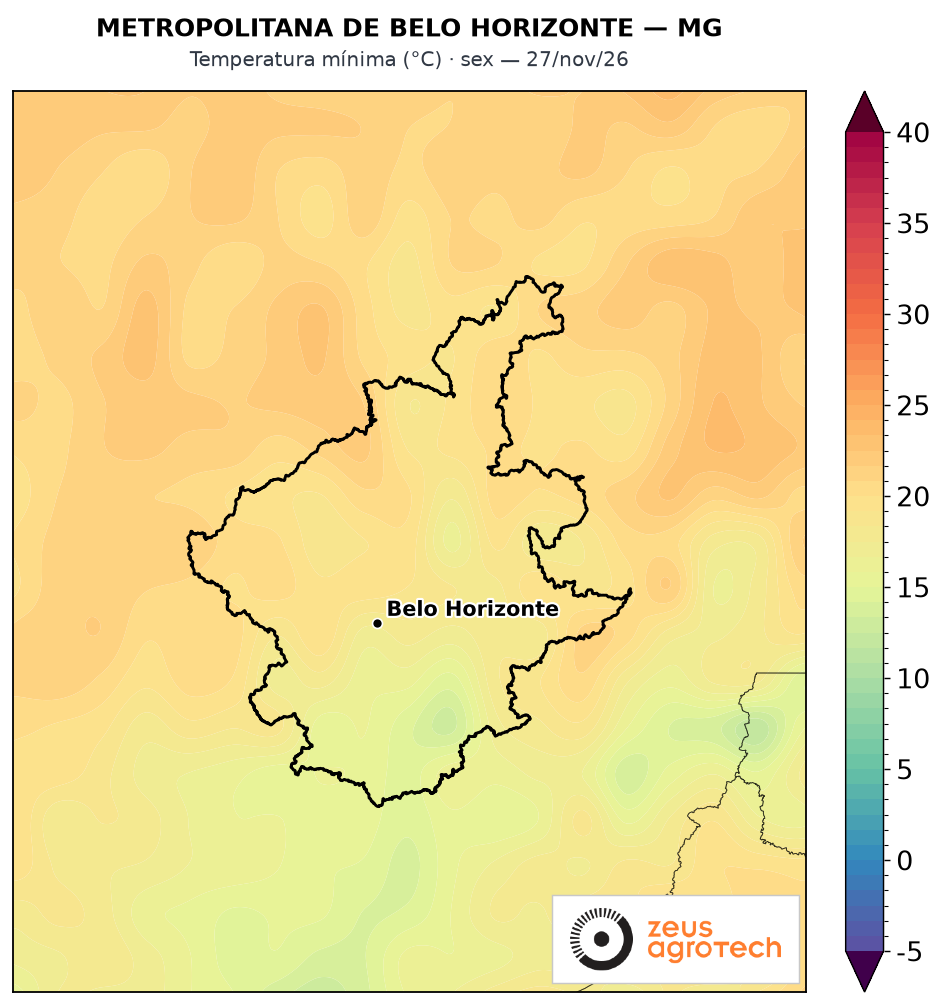 METROPOLITANA DE BELO HORIZONTE — MG
Temperatura mínima (°C) · sex — 27/nov/26
40
35
30
25
20
15
10
5
0
-5
Belo Horizonte
zeus
agrotech